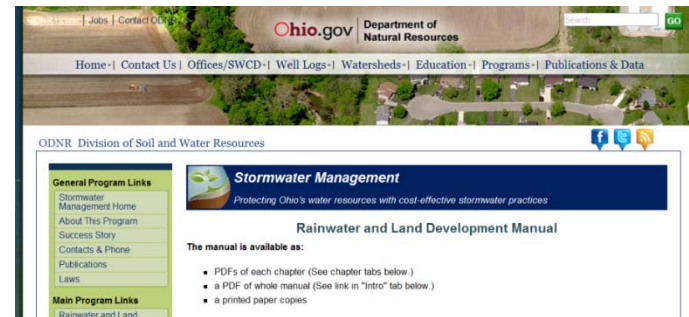 | Jobs | Contact ODNR
Ohio.gov | Department of
Natural Resources
Search
GO
Home | Contact Us | Offices/SWCD | Well Logs | Watersheds | Education | Programs | Publications & Data
ODNR Division of Soil and Water Resources
General Program Links
Stormwater
Management Home
About This Program
Success Story
Contacts & Phone
Publications
Laws
Main Program Links
Rainwater and Land
Stormwater Management
Protecting Ohio's water resources with cost-effective stormwater practices
Rainwater and Land Development Manual
The manual is available as:
▪ PDFs of each chapter (See chapter tabs below.)
▪ a PDF of whole manual (See link in "Intro" tab below.)
▪ a printed paper copies